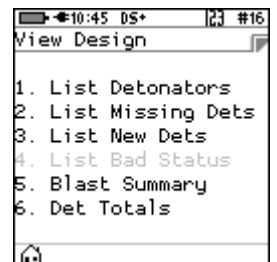 10:45 DS+ 123 #16
View Design
1. List Detonators
2. List Missing Dets
3. List New Dets
4. List Bad Status
5. Blast Summary
6. Det Totals